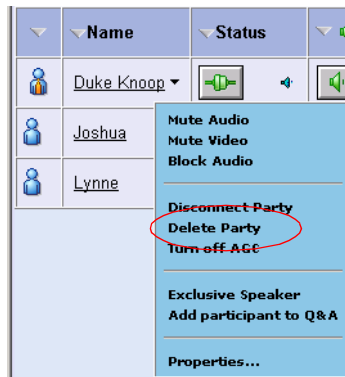 Name Status
Duke Knoop
Joshua
Lynne
Mute Audio
Mute Video
Block Audio
Disconnect Party
Delete Party
Turn off AGC
Exclusive Speaker
Add participant to Q&A
Properties...